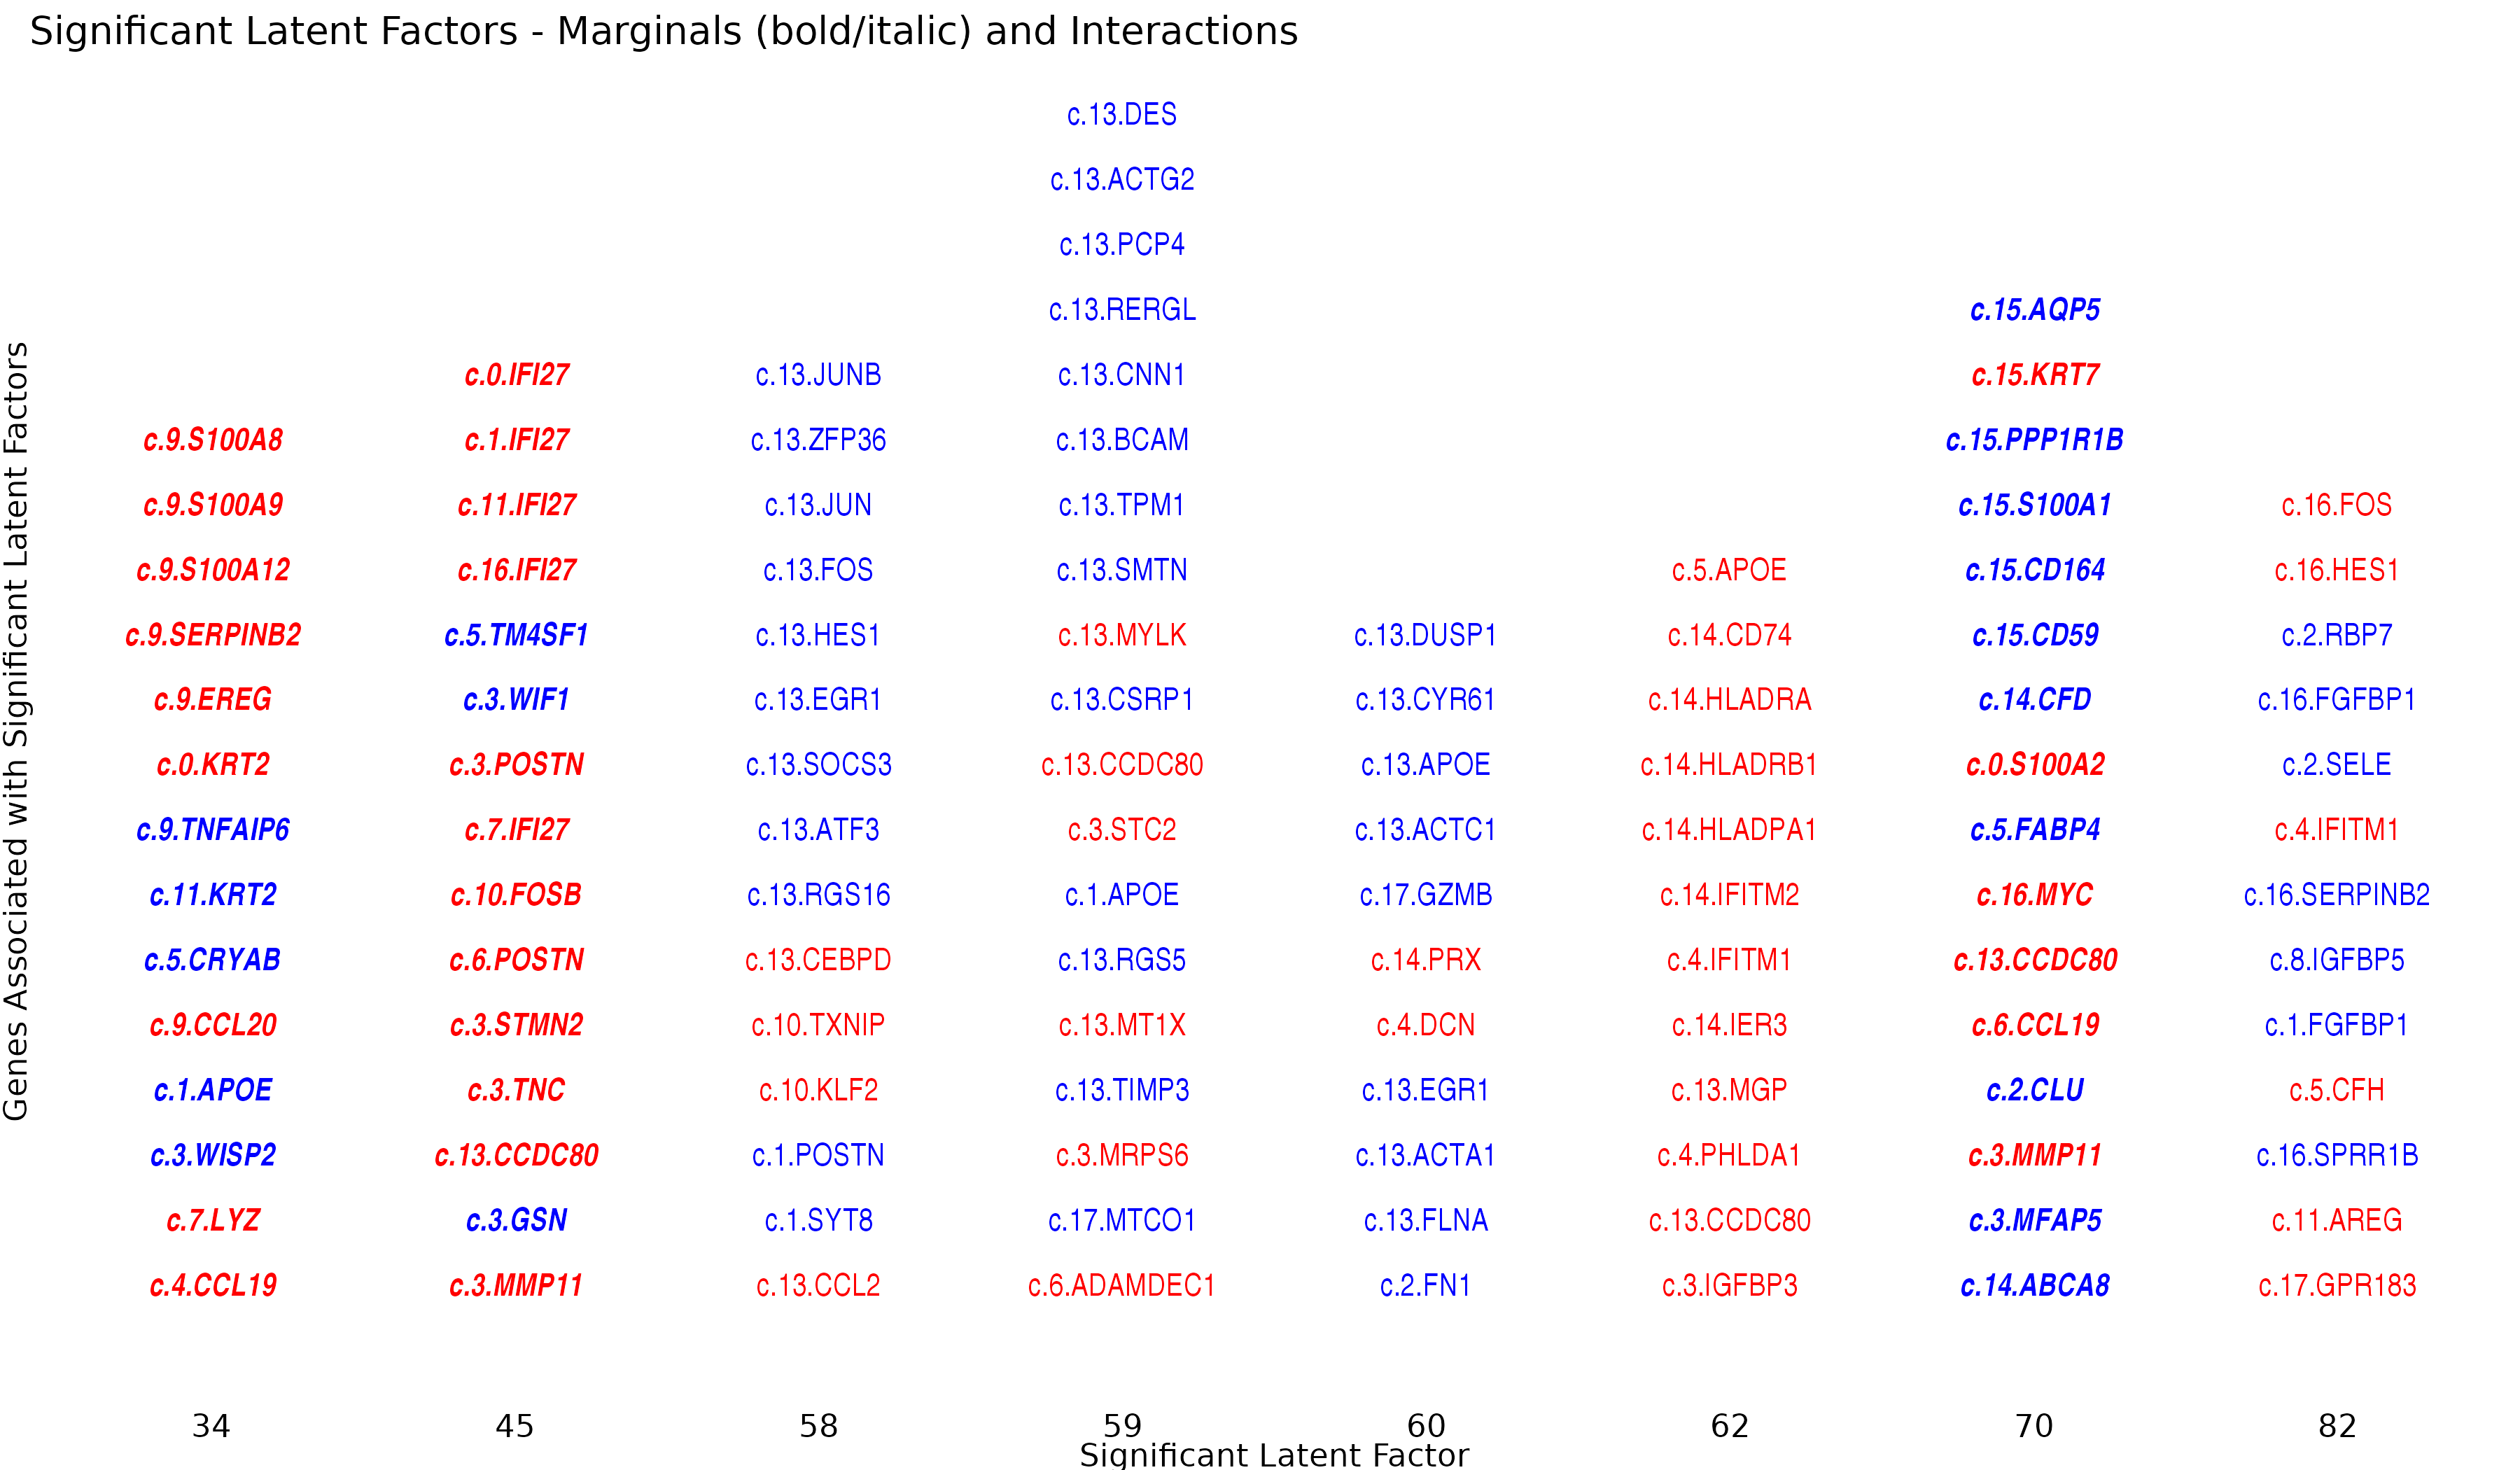 Significant Latent Factors - Marginals (bold/italic) and Interactions
Genes Associated with Significant Latent Factors
c.13.DES
c.13.ACTG2
c.13.PCP4
c.13.RERGL c.15.AQP5
c.0.IFI27 c.13.JUNB c.13.CNN1 c.15.KRT7
c.9.S100A8 c.1.IFI27 c.13.ZFP36 c.13.BCAM c.15.PPP1R1B
c.9.S100A9 c.11.IFI27 c.13.JUN c.13.TPM1 c.15.S100A1 c.16.FOS
c.9.S100A12 c.16.IFI27 c.13.FOS c.13.SMTN c.5.APOE c.15.CD164 c.16.HES1
c.9.SERPINB2 c.5.TM4SF1 c.13.HES1 c.13.MYLK c.13.DUSP1 c.14.CD74 c.15.CD59 c.2.RBP7
c.9.EREG c.3.WIF1 c.13.EGR1 c.13.CSRP1 c.13.CYR61 c.14.HLADRA c.14.CFD c.16.FGFBP1
c.0.KRT2 c.3.POSTN c.13.SOCS3 c.13.CCDC80 c.13.APOE c.14.HLADRB1 c.0.S100A2 c.2.SELE
c.9.TNFAIP6 c.7.IFI27 c.13.ATF3 c.3.STC2 c.13.ACTC1 c.14.HLADPA1 c.5.FABP4 c.4.IFITM1
c.11.KRT2 c.10.FOSB c.13.RGS16 c.1.APOE c.17.GZMB c.14.IFITM2 c.16.MYC c.16.SERPINB2
c.5.CRYAB c.6.POSTN c.13.CEBPD c.13.RGS5 c.14.PRX c.4.IFITM1 c.13.CCDC80 c.8.IGFBP5
c.9.CCL20 c.3.STMN2 c.10.TXNIP c.13.MT1X c.4.DCN c.14.IER3 c.6.CCL19 c.1.FGFBP1
c.1.APOE c.3.TNC c.10.KLF2 c.13.TIMP3 c.13.EGR1 c.13.MGP c.2.CLU c.5.CFH
c.3.WISP2 c.13.CCDC80 c.1.POSTN c.3.MRPS6 c.13.ACTA1 c.4.PHLDA1 c.3.MMP11 c.16.SPRR1B
c.7.LYZ c.3.GSN c.1.SYT8 c.17.MTCO1 c.13.FLNA c.13.CCDC80 c.3.MFAP5 c.11.AREG
c.4.CCL19 c.3.MMP11 c.13.CCL2 c.6.ADAMDEC1 c.2.FN1 c.3.IGFBP3 c.14.ABCA8 c.17.GPR183
34 45 58 59 60 62 70 82
Significant Latent Factor